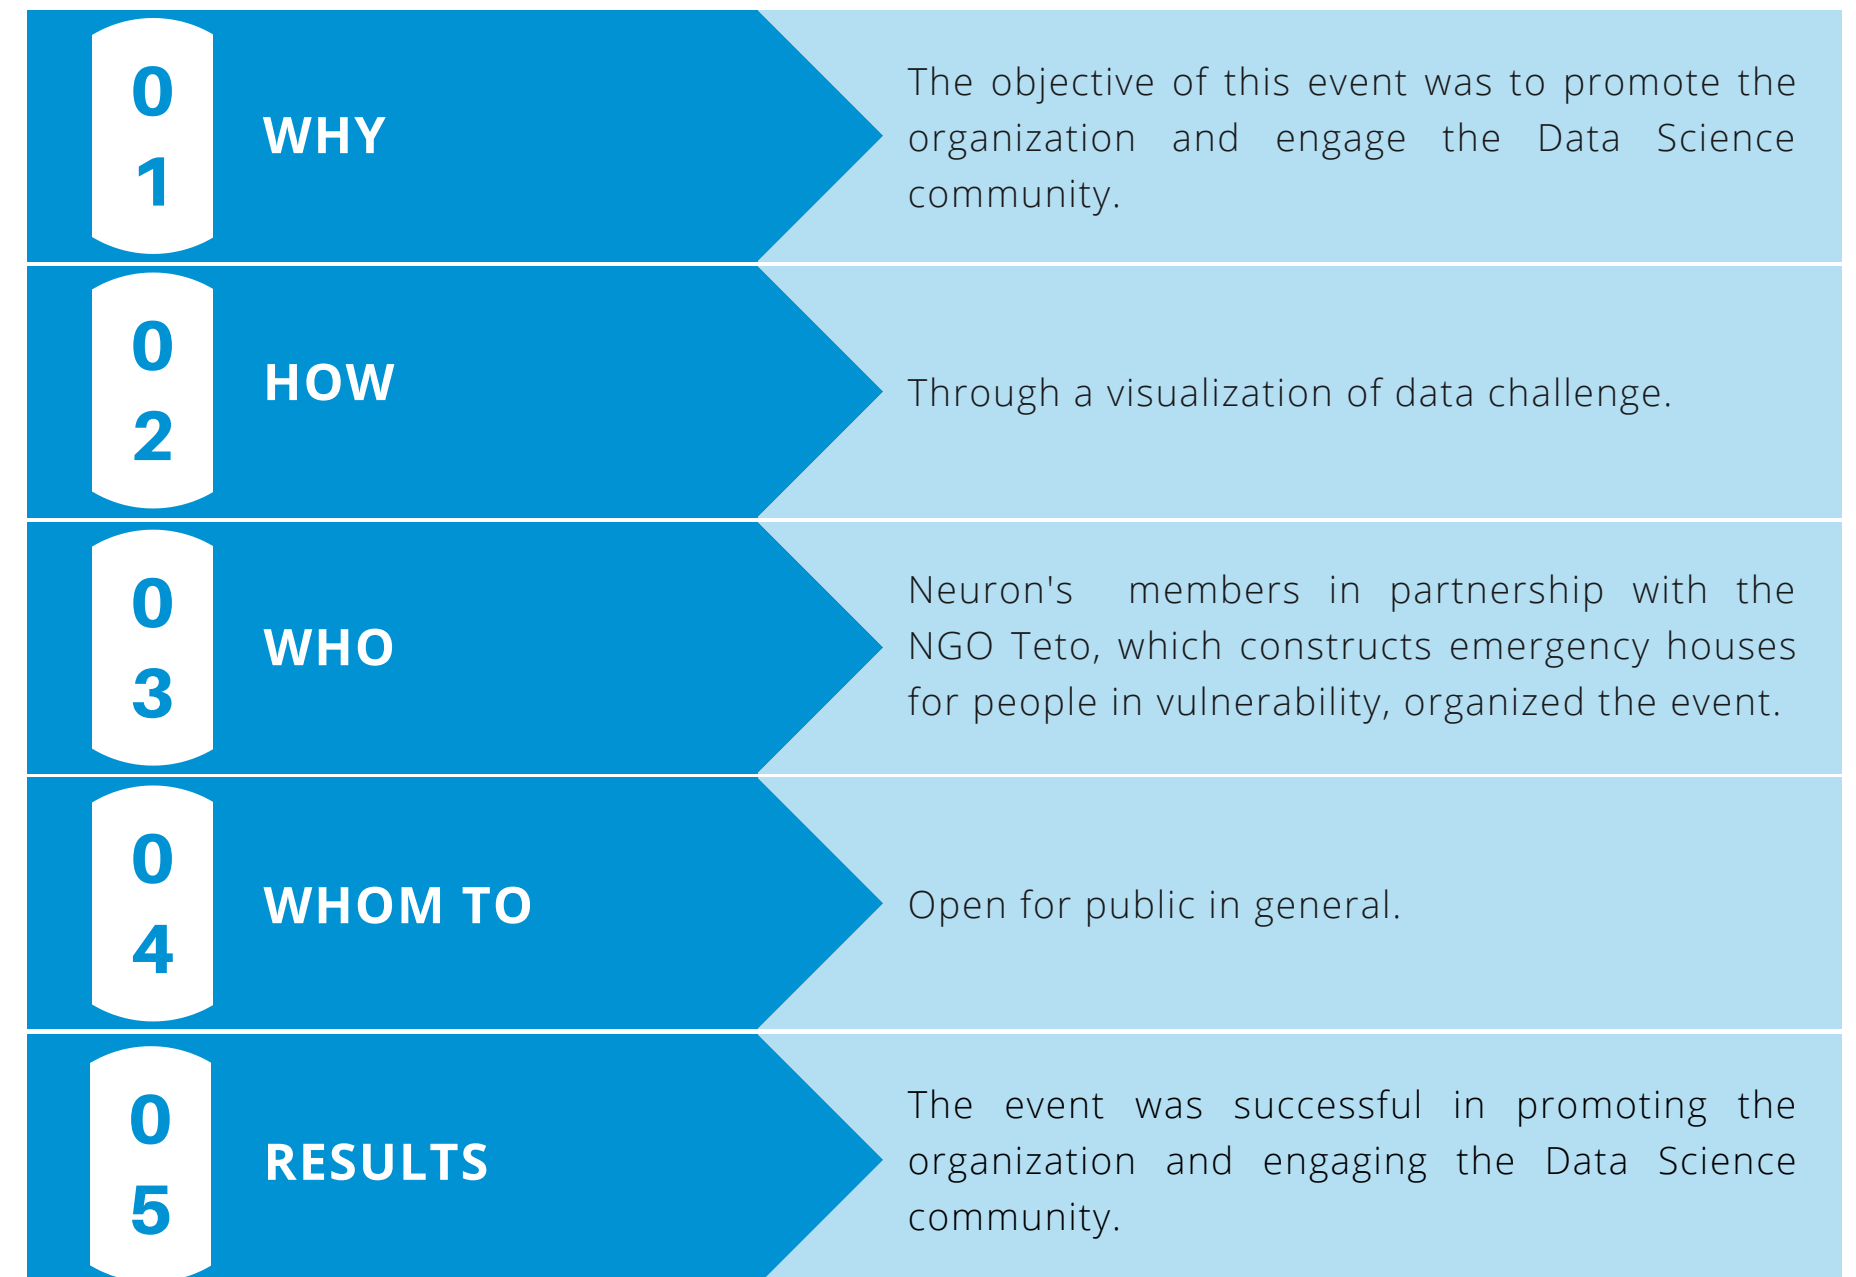 0
1
WHY
The objective of this event was to promote the
organization and engage the Data Science
community.
0
2
HOW
Through a visualization of data challenge.
0
3
WHO
Neuron's members in partnership with the
NGO Teto, which constructs emergency houses
for people in vulnerability, organized the event.
0
4
WHOM TO
Open for public in general.
0
5
RESULTS
The event was successful in promoting the
organization and engaging the Data Science
community.